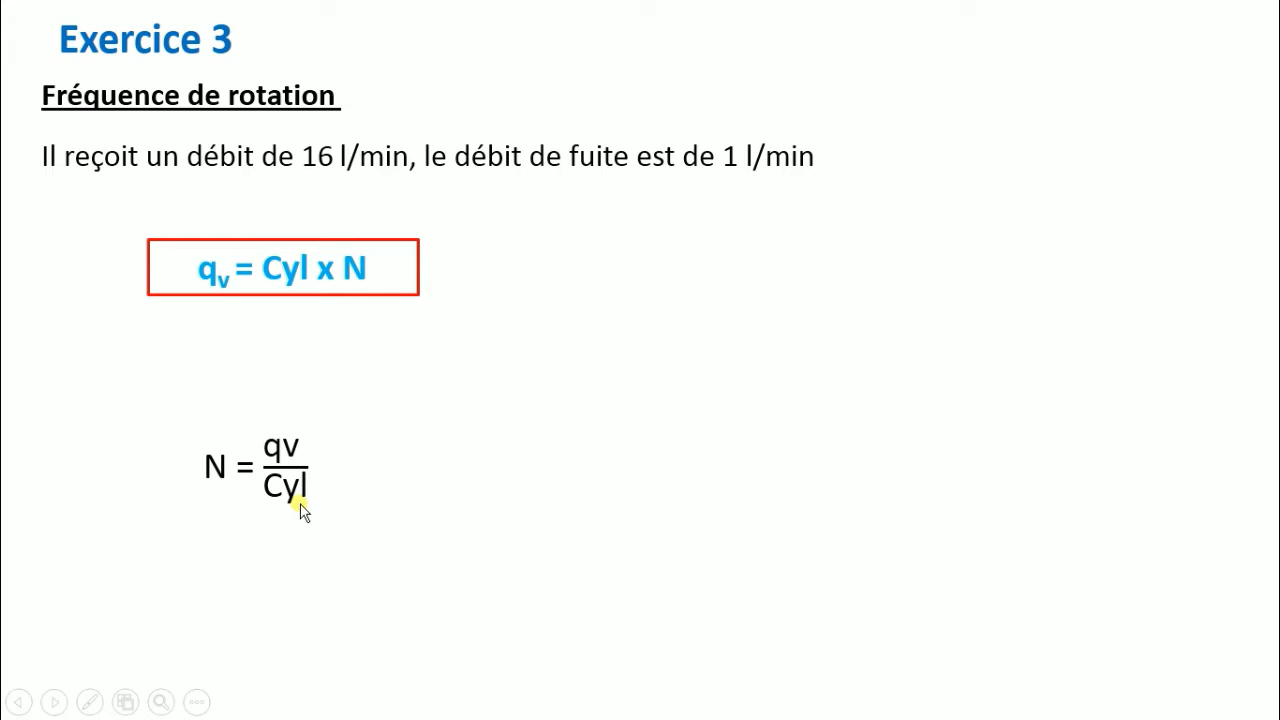 Exercice 3
Fréquence de rotation
Il reçoit un débit de 16 l/min, le débit de fuite est de 1 l/min
qv = Cyl x N
N = qv
Cyl